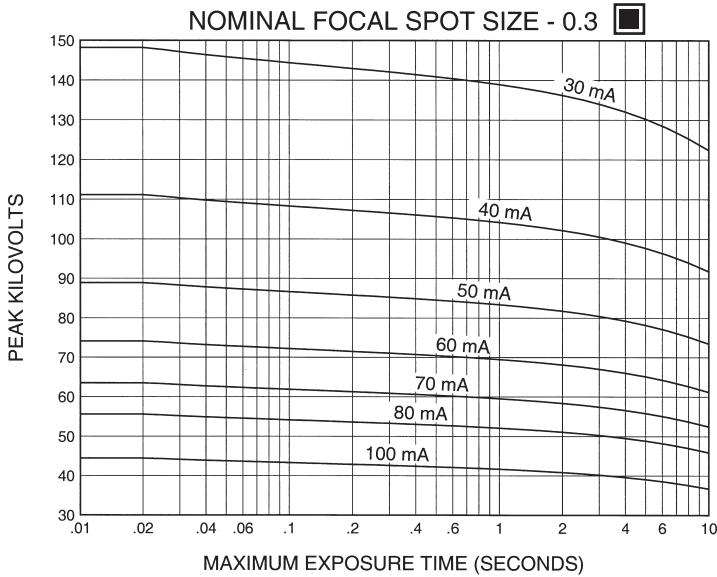 NOMINAL FOCAL SPOT SIZE - 0.3
150
140
130
120
110
100
90
80
70
60
50
40
30
PEAK KILOVOLTS
30 mA
40 mA
50 mA
60 mA
70 mA
80 mA
100 mA
.01 .02 .04 .06 .1 .2 .4 .6 1 2 4 6 10
MAXIMUM EXPOSURE TIME (SECONDS)